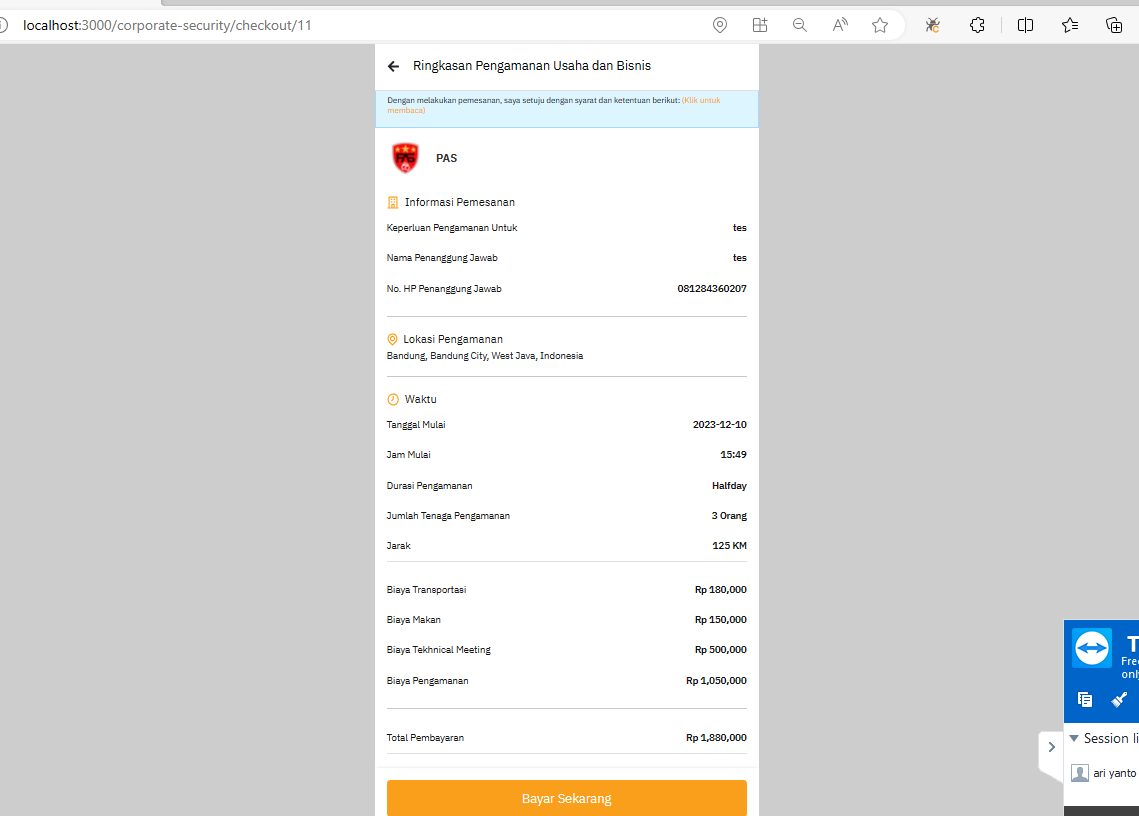 localhost:3000/corporate-security/checkout/11
Ringkasan Pengamanan Usaha dan Bisnis
Dengan melakukan pemesanan, saya setuju dengan syarat dan ketentuan berikut: (Klik untuk
membaca)
PAS
PAS
Informasi Pemesanan
Keperluan Pengamanan Untuk tes
Nama Penanggung Jawab tes
No. HP Penanggung Jawab 081284360207
Lokasi Pengamanan
Bandung, Bandung City, West Java, Indonesia
Waktu
Tanggal Mulai 2023-12-10
Jam Mulai 15:49
Durasi Pengamanan Halfday
Jumlah Tenaga Pengamanan 3 Orang
Jarak 125 KM
Biaya Transportasi Rp 180,000
Biaya Makan Rp 150,000
Biaya Tekhnical Meeting Rp 500,000
Biaya Pengamanan Rp 1,050,000
Total Pembayaran Rp 1,880,000
Bayar Sekarang
T
Fre
only
Session li
ari yanto